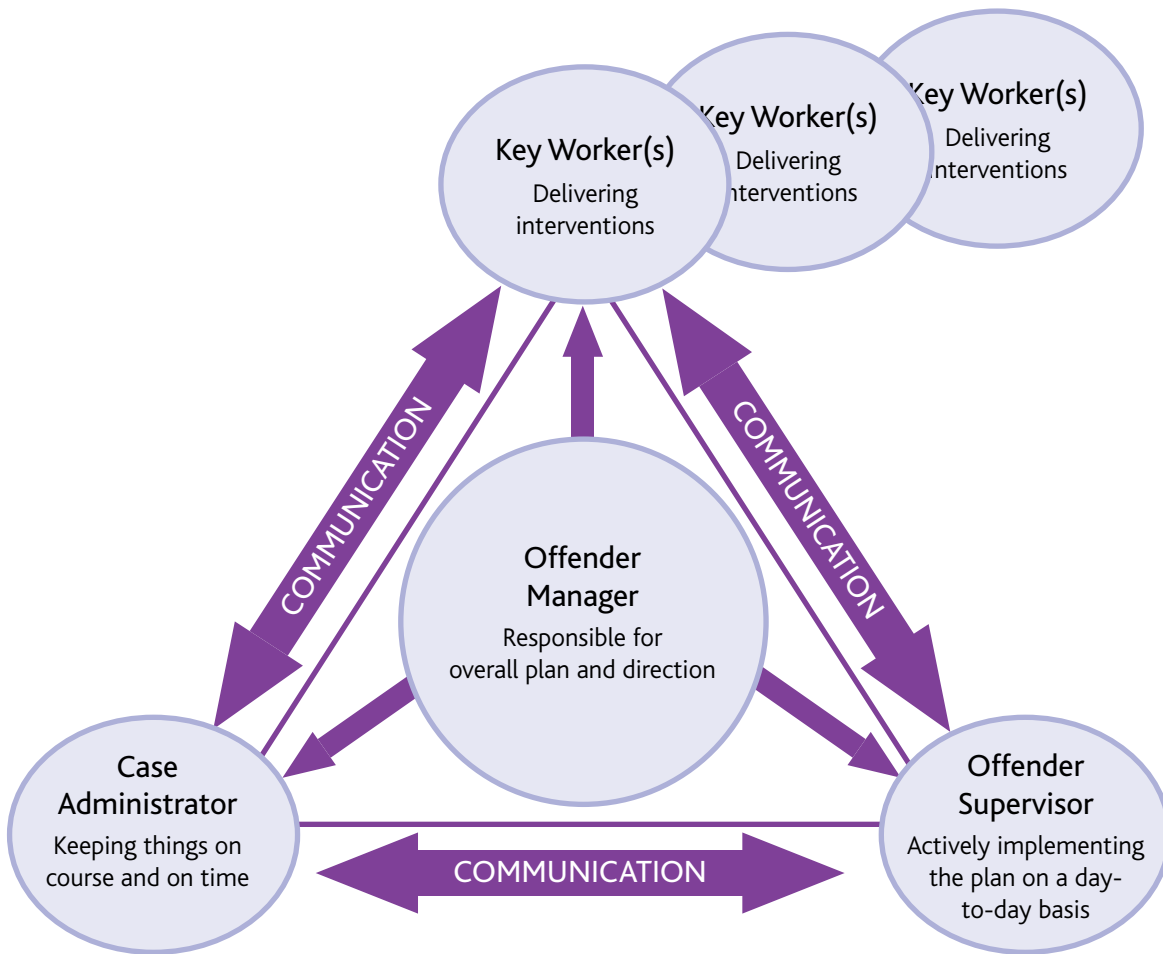 Key Worker(s)
Delivering
interventions
Key Worker(s)
Delivering
interventions
Key Worker(s)
Delivering
interventions
COMMUNICATION
COMMUNICATION
Offender
Manager
Responsible for
overall plan and direction
Case
Administrator
Keeping things on
course and on time
COMMUNICATION
Offender
Supervisor
Actively implementing
the plan on a day-
to-day basis